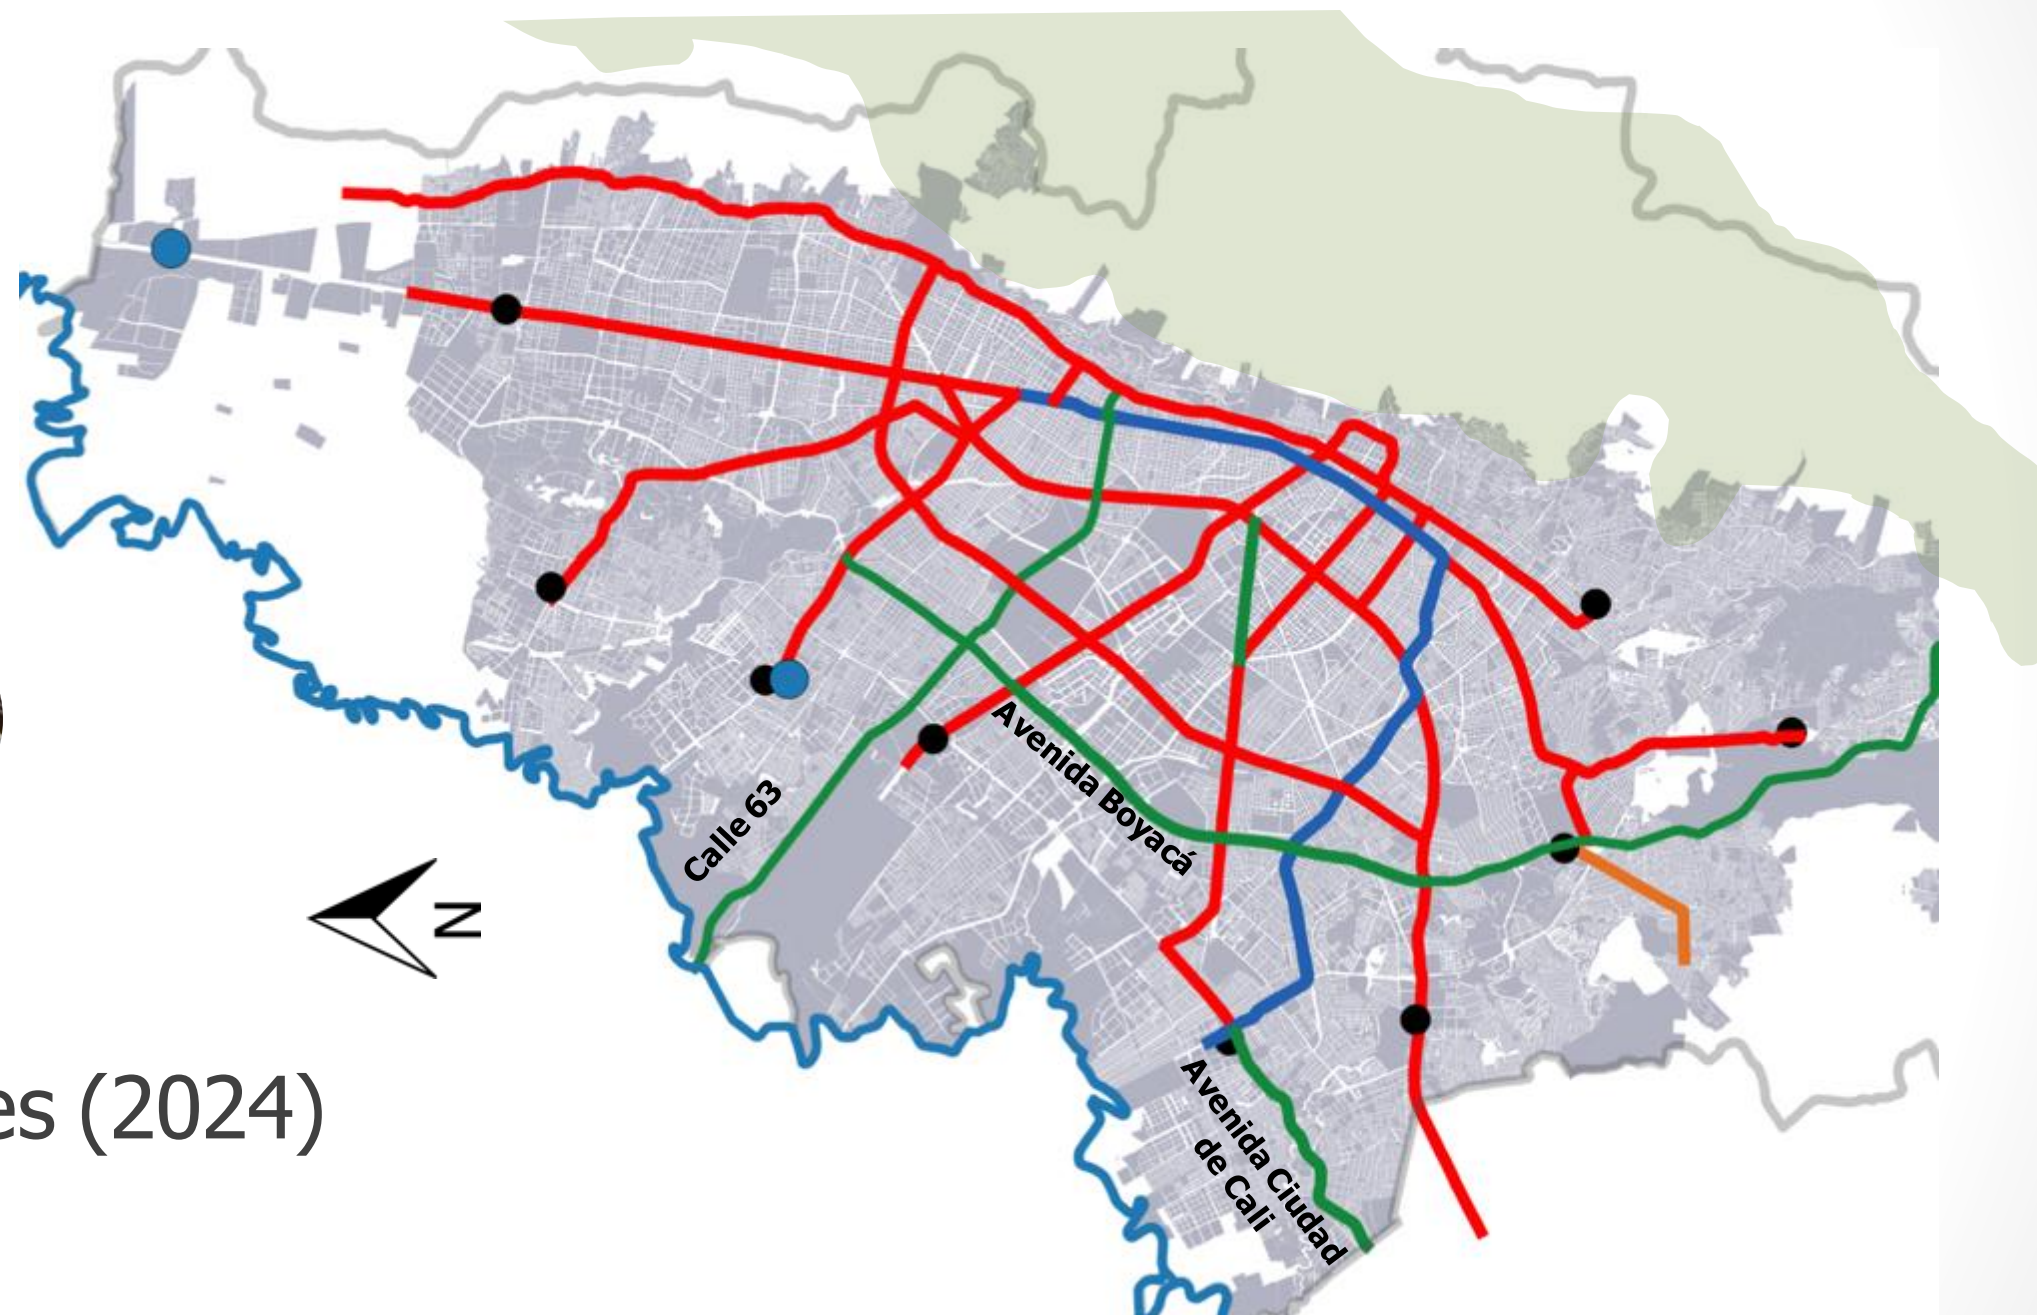 Calle 63
Avenida Boyacá
N
es (2024)
Avenida Ciudad
de Cali